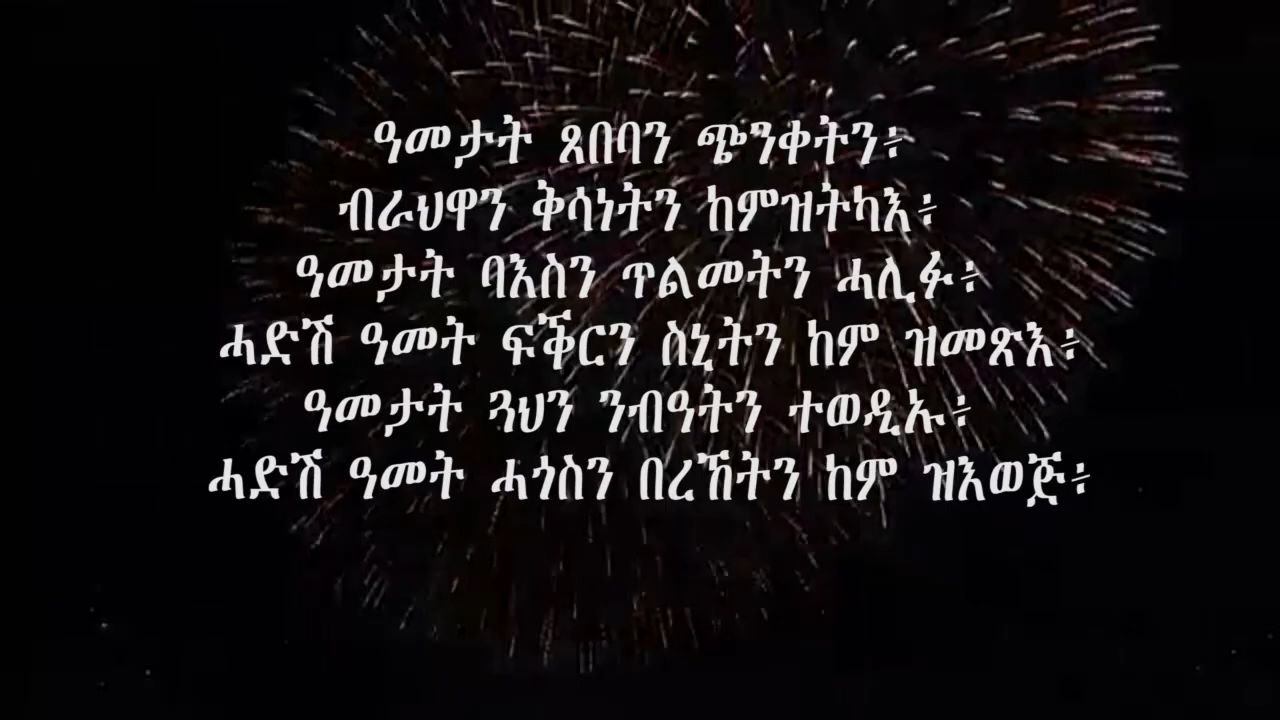 ዓመታት ጸበባን ጭንቀትን፥
ብራህዋን ቅሳነትን ከምዝትካእ፥
ዓመታት ባእስን ጥልመትን ሓሊፉ፥
ሓድሽ ዓመት ፍቕርን ስኒትን ከም ዝመጽእ፥
ዓመታት ጓህን ንብዓትን ተወዲኡ፥
ሓድሽ ዓመት ሓጎስን በረኸትን ከም ዝእወጅ፥